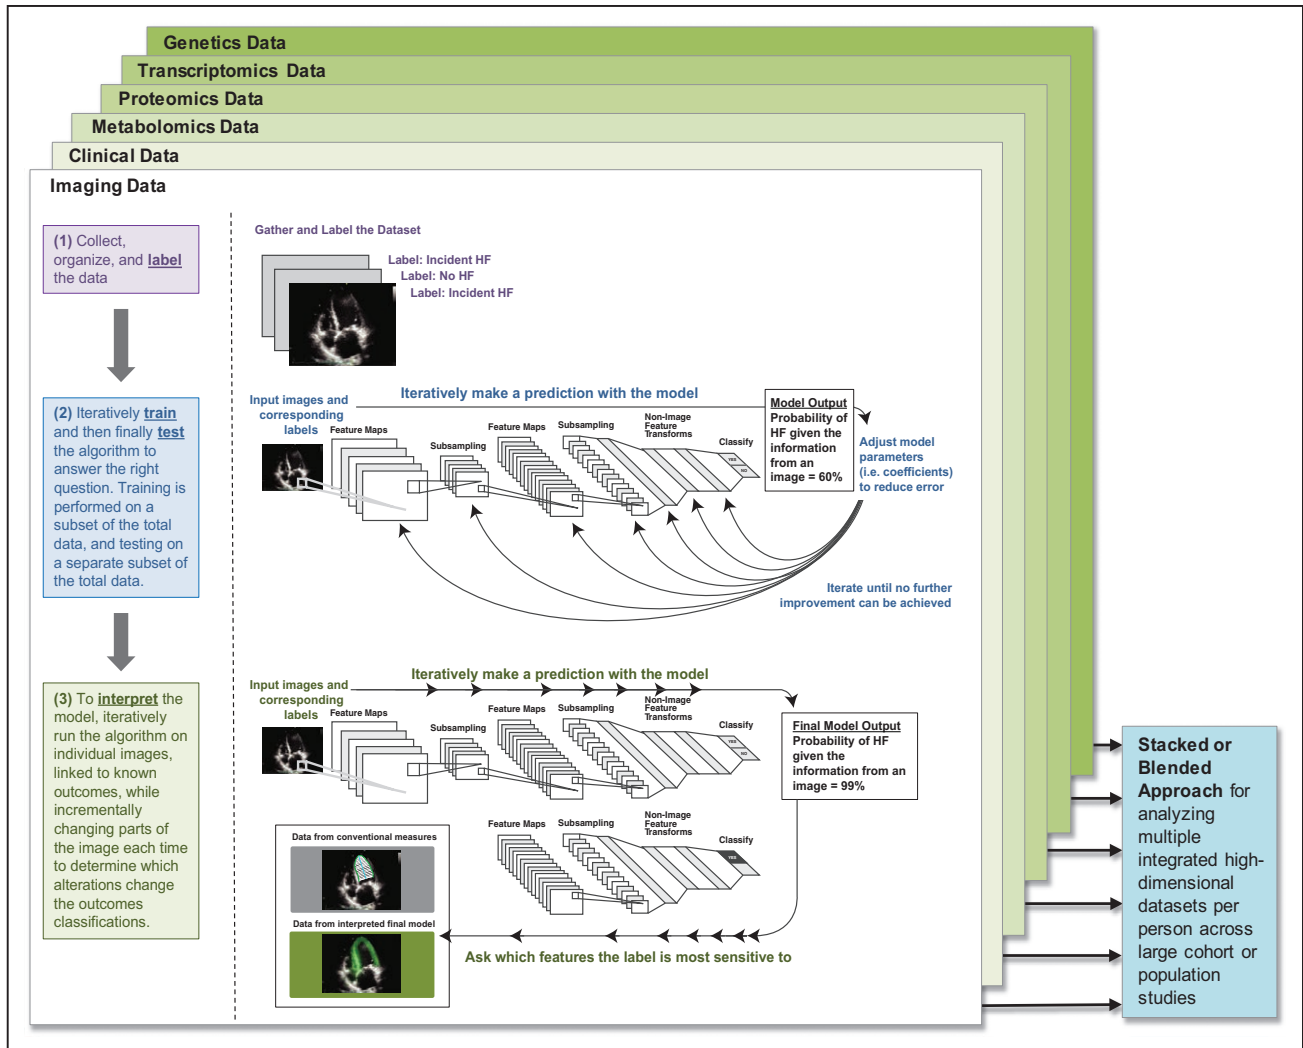 Genetics Data
Transcriptomics Data
Proteomics Data
Metabolomics Data
Clinical Data
Imaging Data
(1) Collect,
organize, and label
the data
(2) Iteratively train
and then finally test
the algorithm to
answer the right
question. Training is
performed on a
subset of the total
data, and testing on
a separate subset of
the total data.
(3) To interpret the
model, iteratively
run the algorithm on
individual images,
linked to known
outcomes, while
incrementally
changing parts of
the image each time
to determine which
alterations change
the outcomes
classifications.
Gather and Label the Dataset
Label: Incident HF
Label: No HF
Label: Incident HF
Iteratively make a prediction with the model
Input images and
corresponding
labels
Feature Maps
Subsampling
Feature Maps
Subsampling
Non-Image
Feature
Transforms
Classify
YES
NO
Model Output
Probability of
HF given the
information
from an
image = 60%
Adjust model
parameters
(i.e. coefficients)
to reduce error
Iterate until no further
improvement can be achieved
Iteratively make a prediction with the model
Input images and
corresponding
labels
Feature Maps
Subsampling
Feature Maps
Subsampling
Non-Image
Feature
Transforms
Classify
YES
NO
Final Model Output
Probability of HF
given the
information from an
image = 99%
Data from conventional measures
Data from interpreted final model
Feature Maps
Subsampling
Non-Image
Feature
Transforms
Classify
YES
Ask which features the label is most sensitive to
Stacked or
Blended
Approach for
analyzing
multiple
integrated high-
dimensional
datasets per
person across
large cohort or
population
studies